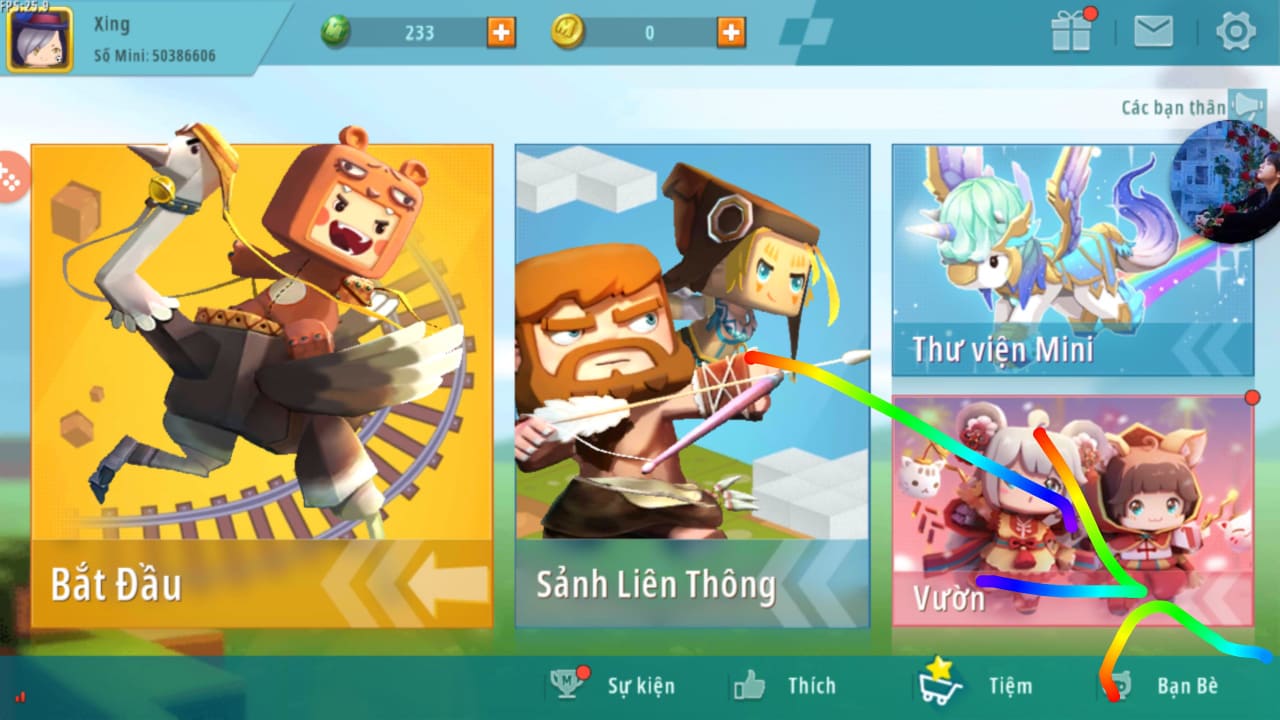 FPS:25.9
Xing
Số Mini: 50386606
233
0
Các bạn thân
Thư viện Mini
Bắt Đầu
Sảnh Liên Thông
Vườn
Sự kiện
Thích
Tiệm
Bạn Bè